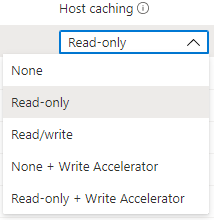 Host caching
Read-only
None
Read-only
Read/write
None + Write Accelerator
Read-only + Write Accelerator